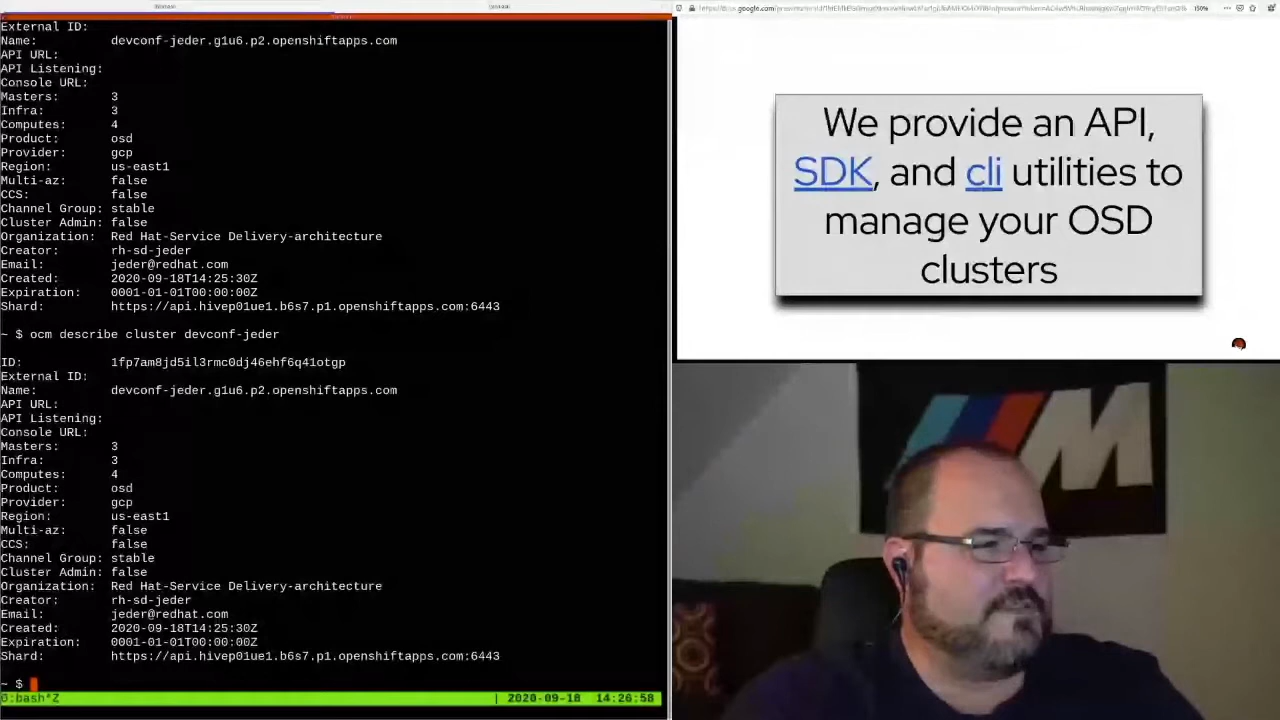 External ID:
Name: devconf-jeder.g1u6.p2.openshiftapps.com
API URL:
API Listening:
Console URL:
Masters: 3
Infra: 3
Computes: 4
Product: osd
Provider: gcp
Region: us-east1
Multi-az: false
CCS: false
Channel Group: stable
Cluster Admin: false
Organization: Red Hat-Service Delivery-architecture
Creator: rh-sd-jeder
Email: jeder@redhat.com
Created: 2020-09-18T14:25:30Z
Expiration: 0001-01-01T00:00:00Z
Shard: https://api.hivep01ue1.b6s7.p1.openshiftapps.com:6443
~ $ ocm describe cluster devconf-jeder
ID: 1fp7am8jd5il3rmc0dj46ehf6q41otgp
External ID:
Name: devconf-jeder.g1u6.p2.openshiftapps.com
API URL:
API Listening:
Console URL:
Masters: 3
Infra: 3
Computes: 4
Product: osd
Provider: gcp
Region: us-east1
Multi-az: false
CCS: false
Channel Group: stable
Cluster Admin: false
Organization: Red Hat-Service Delivery-architecture
Creator: rh-sd-jeder
Email: jeder@redhat.com
Created: 2020-09-18T14:25:30Z
Expiration: 0001-01-01T00:00:00Z
Shard: https://api.hivep01ue1.b6s7.p1.openshiftapps.com:6443
~ $
0:bash*Z | 2020-09-18 14:26:58
150%
We provide an API,
SDK, and cli utilities to
manage your OSD
clusters
M